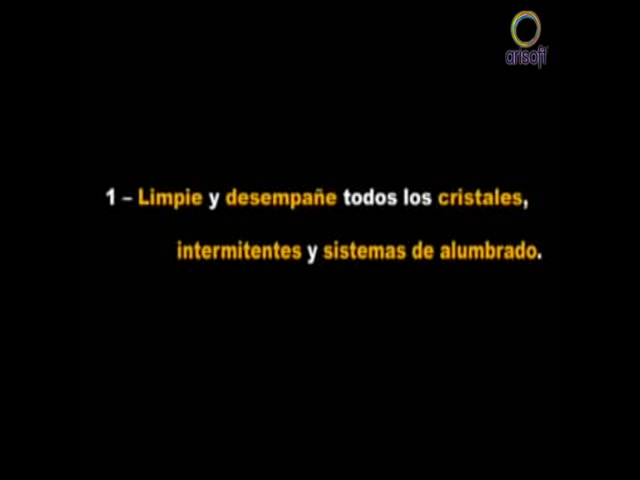 arisoft
1 – Limpie y desempañe todos los cristales,
intermitentes y sistemas de alumbrado.